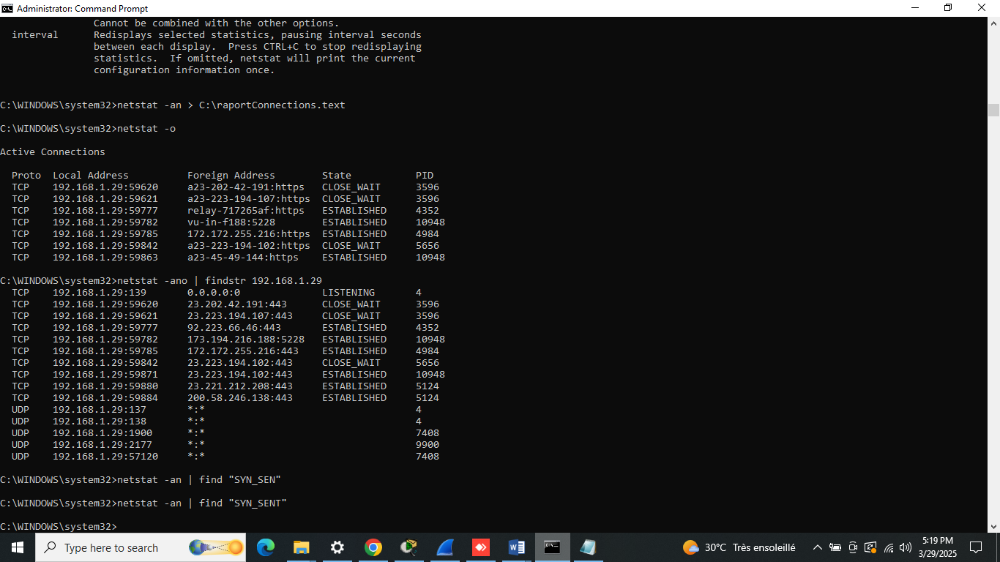 Administrator: Command Prompt
Cannot be combined with the other options.
interval      Redisplays selected statistics, pausing interval seconds
between each display.  Press CTRL+C to stop redisplaying
statistics.  If omitted, netstat will print the current
configuration information once.
C:\WINDOWS\system32>netstat -an > C:\raportConnections.text
C:\WINDOWS\system32>netstat -o
Active Connections
Proto  Local Address          Foreign Address        State           PID
TCP    192.168.1.29:59620     a23-202-42-191:https   CLOSE_WAIT      3596
TCP    192.168.1.29:59621     a23-223-194-107:https  CLOSE_WAIT      3596
TCP    192.168.1.29:59777     relay-717265af:https   ESTABLISHED     4352
TCP    192.168.1.29:59782     vu-in-f188:5228        ESTABLISHED     10948
TCP    192.168.1.29:59785     172.172.255.216:https  ESTABLISHED     4984
TCP    192.168.1.29:59842     a23-223-194-102:https  CLOSE_WAIT      5656
TCP    192.168.1.29:59863     a23-45-49-144:https    ESTABLISHED     10948
C:\WINDOWS\system32>netstat -ano | findstr 192.168.1.29
TCP    192.168.1.29:139       0.0.0.0:0              LISTENING       4
TCP    192.168.1.29:59620     23.202.42.191:443      CLOSE_WAIT      3596
TCP    192.168.1.29:59621     23.223.194.107:443     CLOSE_WAIT      3596
TCP    192.168.1.29:59777     92.223.66.46:443       ESTABLISHED     4352
TCP    192.168.1.29:59782     173.194.216.188:5228   ESTABLISHED     10948
TCP    192.168.1.29:59785     172.172.255.216:443    ESTABLISHED     4984
TCP    192.168.1.29:59842     23.223.194.102:443     CLOSE_WAIT      5656
TCP    192.168.1.29:59871     23.223.194.102:443     ESTABLISHED     10948
TCP    192.168.1.29:59880     23.221.212.208:443     ESTABLISHED     5124
TCP    192.168.1.29:59884     200.58.246.138:443     ESTABLISHED     5124
UDP    192.168.1.29:137       *:*                                    4
UDP    192.168.1.29:138       *:*                                    4
UDP    192.168.1.29:1900      *:*                                    7408
UDP    192.168.1.29:2177      *:*                                    9900
UDP    192.168.1.29:57120     *:*                                    7408
C:\WINDOWS\system32>netstat -an | find "SYN_SEN"
C:\WINDOWS\system32>netstat -an | find "SYN_SENT"
C:\WINDOWS\system32>
Type here to search
30°C  Très ensoleillé
5:19 PM
3/29/2025